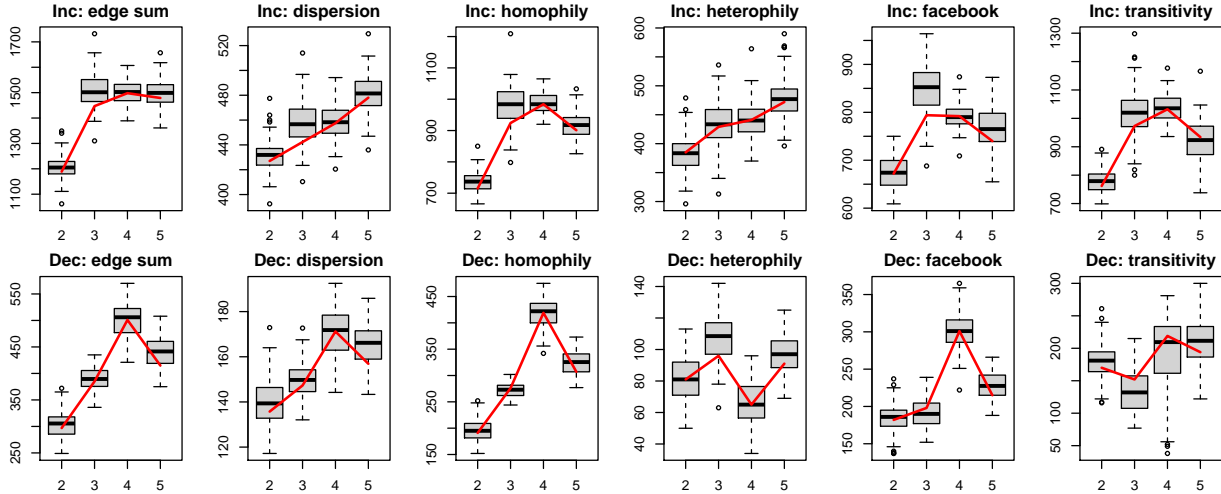 Inc: edge sum
1100 1300 1500 1700
2 3 4 5
Inc: dispersion
400 440 480 520
2 3 4 5
Inc: homophily
700 900 1100
2 3 4 5
Inc: heterophily
300 400 500 600
2 3 4 5
Inc: facebook
600 700 800 900
2 3 4 5
Inc: transitivity
700 900 1100 1300
2 3 4 5
Dec: edge sum
250 350 450 550
2 3 4 5
Dec: dispersion
120 140 160 180
2 3 4 5
Dec: homophily
150 250 350 450
2 3 4 5
Dec: heterophily
40 60 80 100 120 140
2 3 4 5
Dec: facebook
150 200 250 300 350
2 3 4 5
Dec: transitivity
50 100 200 300
2 3 4 5